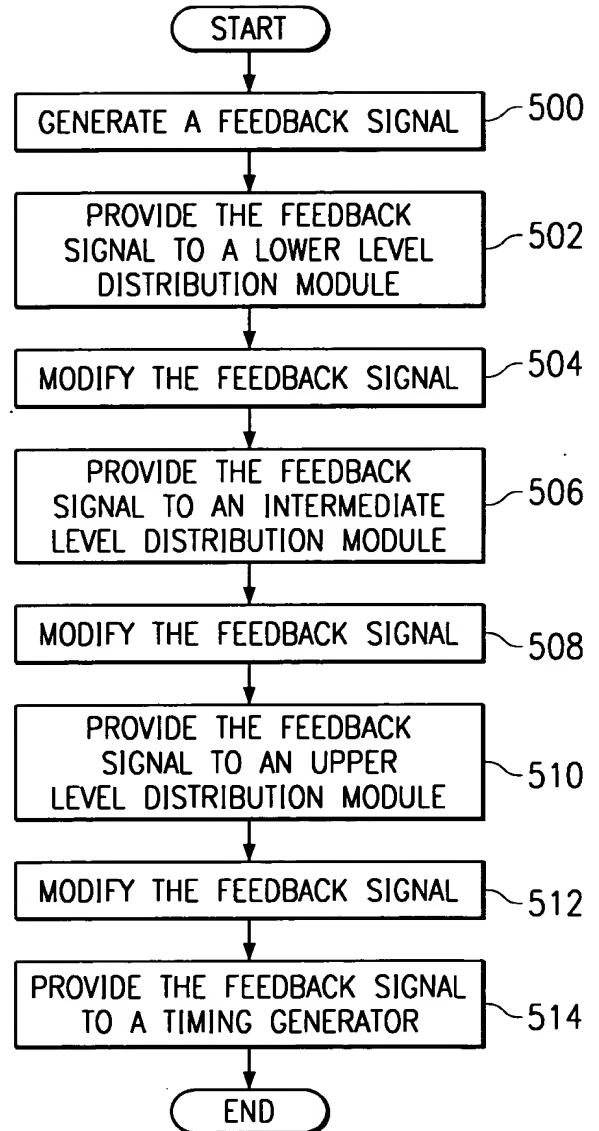 START
GENERATE A FEEDBACK SIGNAL
500
PROVIDE THE FEEDBACK
SIGNAL TO A LOWER LEVEL
DISTRIBUTION MODULE
502
MODIFY THE FEEDBACK SIGNAL
504
PROVIDE THE FEEDBACK
SIGNAL TO AN INTERMEDIATE
LEVEL DISTRIBUTION MODULE
506
MODIFY THE FEEDBACK SIGNAL
508
PROVIDE THE FEEDBACK
SIGNAL TO AN UPPER
LEVEL DISTRIBUTION MODULE
510
MODIFY THE FEEDBACK SIGNAL
512
PROVIDE THE FEEDBACK SIGNAL
TO A TIMING GENERATOR
514
END